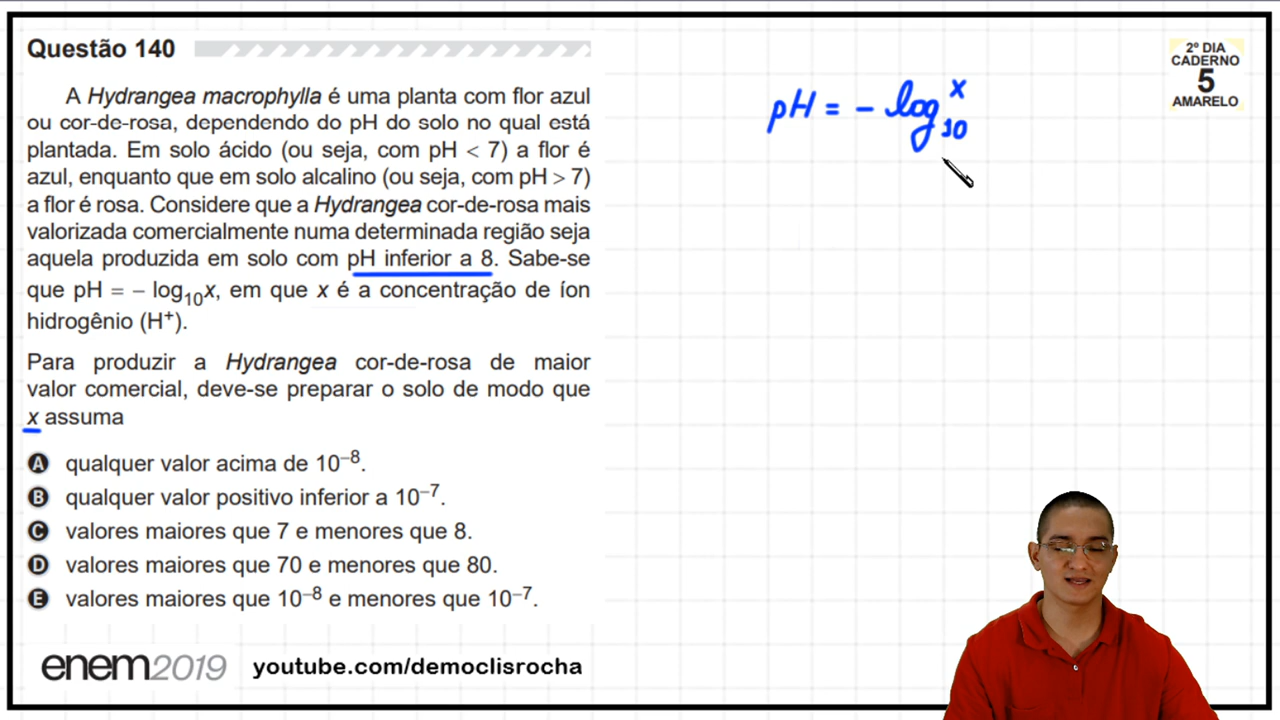 Questão 140
A Hydrangea macrophylla é uma planta com flor azul
ou cor-de-rosa, dependendo do pH do solo no qual está
plantada. Em solo ácido (ou seja, com pH < 7) a flor é
azul, enquanto que em solo alcalino (ou seja, com pH > 7)
a flor é rosa. Considere que a Hydrangea cor-de-rosa mais
valorizada comercialmente numa determinada região seja
aquela produzida em solo com pH inferior a 8. Sabe-se
que pH = − log₁₀x, em que x é a concentração de íon
hidrogênio (H⁺).
Para produzir a Hydrangea cor-de-rosa de maior
valor comercial, deve-se preparar o solo de modo que
x assuma
A qualquer valor acima de 10⁻⁸.
B qualquer valor positivo inferior a 10⁻⁷.
C valores maiores que 7 e menores que 8.
D valores maiores que 70 e menores que 80.
E valores maiores que 10⁻⁸ e menores que 10⁻⁷.
enem2019 youtube.com/democlisrocha
pH = − log₁₀ˣ
2º DIA
CADERNO
5
AMARELO